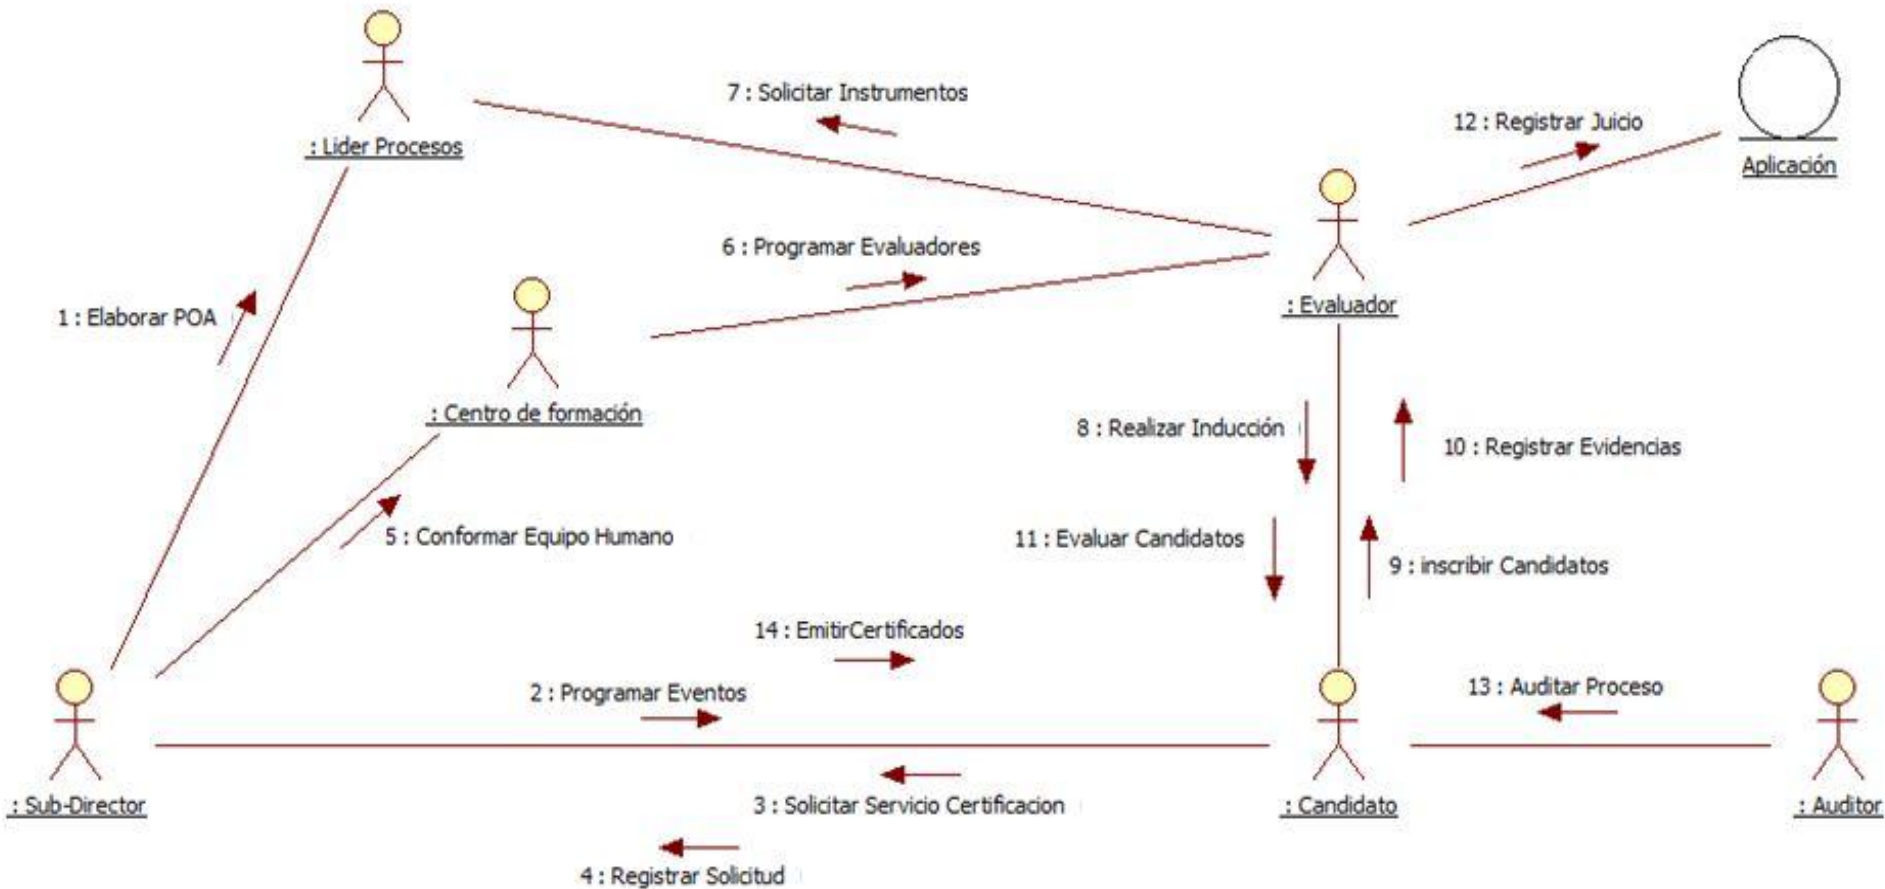 7 : Solicitar Instrumentos
12 : Registrar Juicio
: Lider Procesos
Aplicación
6 : Programar Evaluadores
: Evaluador
1 : Elaborar POA
: Centro de formación
8 : Realizar Inducción
10 : Registrar Evidencias
5 : Conformar Equipo Humano
11 : Evaluar Candidatos
9 : inscribir Candidatos
14 : EmitirCertificados
2 : Programar Eventos
13 : Auditar Proceso
: Sub-Director
3 : Solicitar Servicio Certificacion
: Candidato
: Auditor
4 : Registrar Solicitud